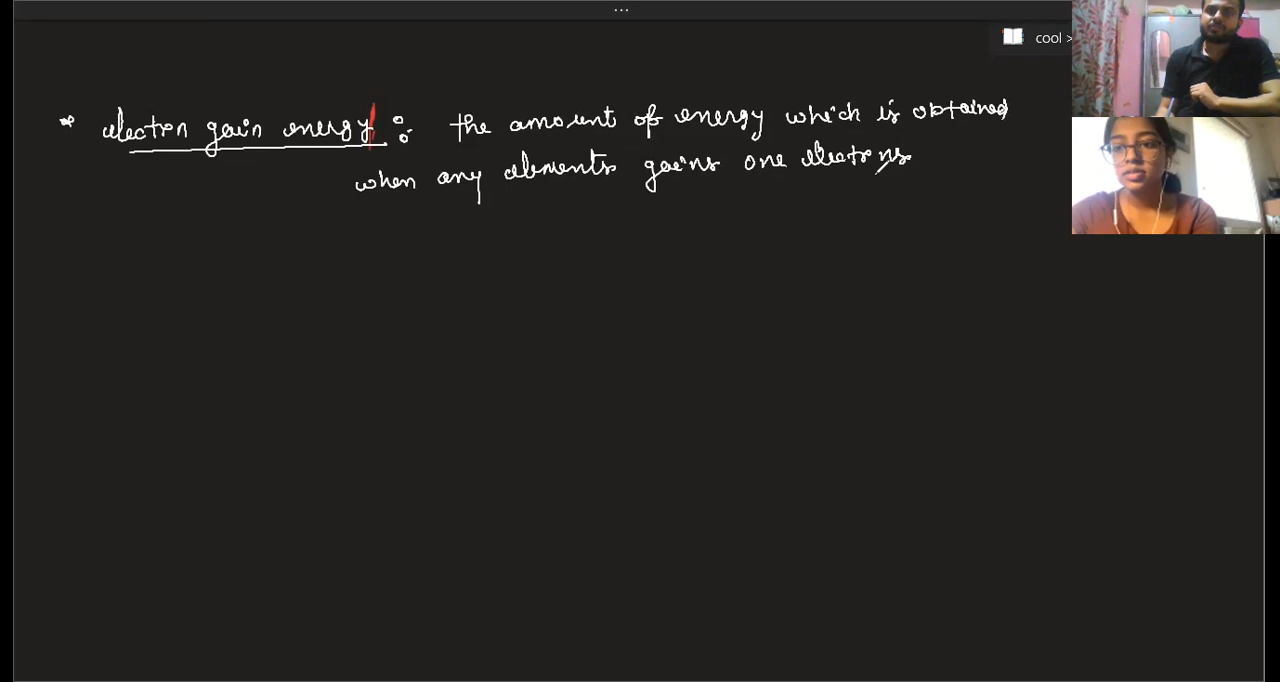 ...
cool >
* electron gain energy : the amount of energy which is obtained
when any elements gains one electrons